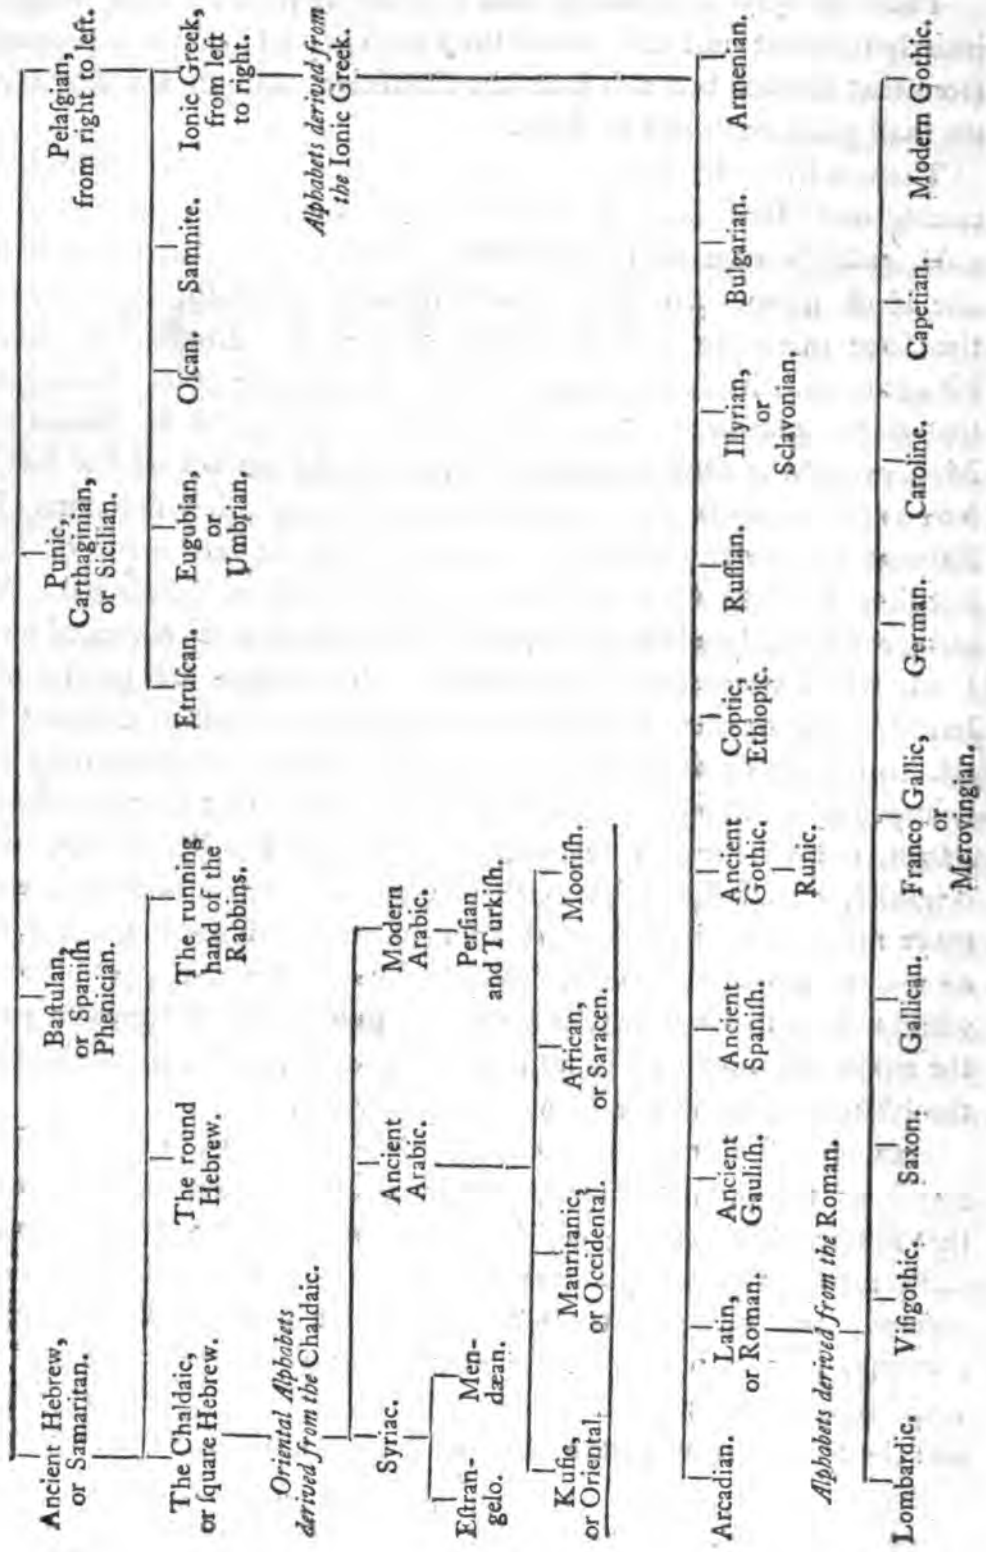 Ancient Hebrew,
or Samaritan.
Baſtulan,
or Spaniſh
Phenician.
Punic,
Carthaginian,
or Sicilian.
Pelaſgian,
from right to left.
The Chaldaic,
or ſquare Hebrew.
The round
Hebrew.
The running
hand of the
Rabbins.
Etruſcan.
Eugubian,
or
Umbrian.
Oſcan.
Samnite.
Ionic Greek,
from left
to right.
Oriental Alphabets
derived from the Chaldaic.
Alphabets derived from
the Ionic Greek.
Syriac.
Ancient
Arabic.
Modern
Arabic.
Eſtran-
gelo.
Men-
dæan.
Perſian
and Turkiſh.
Kufic,
or Oriental.
Mauritanic,
or Occidental.
African,
or Saracen.
Mooriſh.
Arcadian.
Latin,
or Roman.
Ancient
Gauliſh.
Ancient
Spaniſh.
Ancient
Gothic.
Runic.
Coptic,
Ethiopic.
Ruſſian.
Illyrian,
or
Sclavonian.
Bulgarian.
Armenian.
Alphabets derived from the Roman.
Lombardic.
Viſigothic.
Saxon.
Gallican.
Franco Gallic,
or
Merovingian.
German.
Caroline.
Capetian.
Modern Gothic.